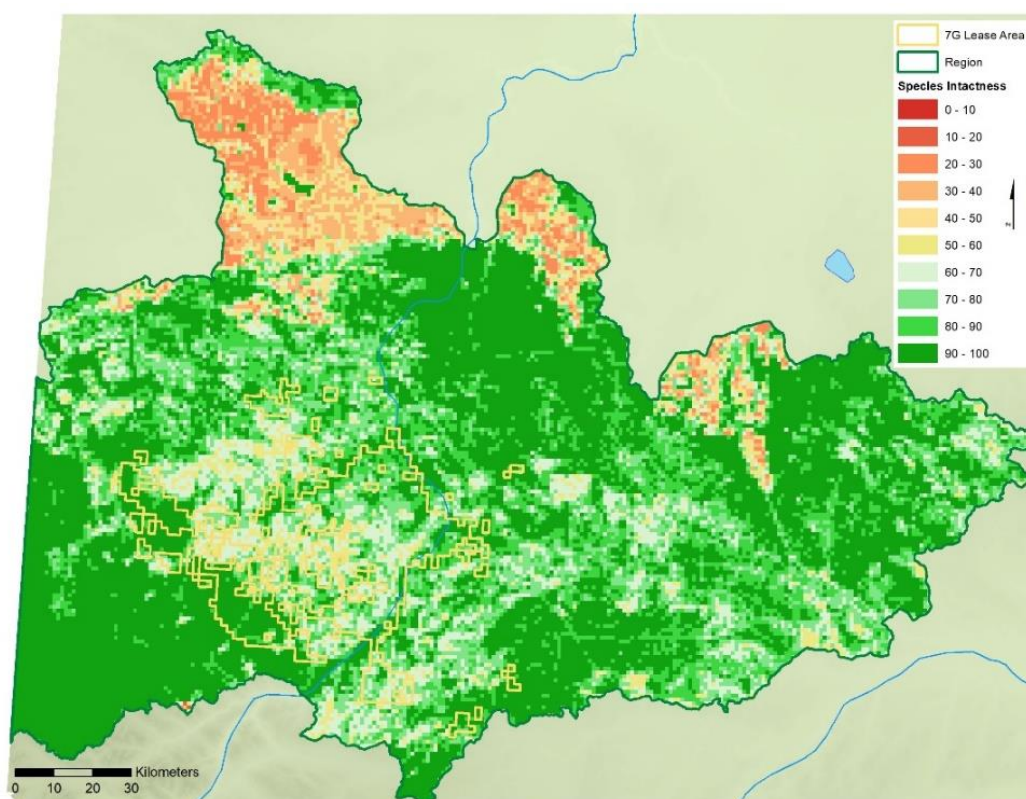 7G Lease Area
Region
Species Intactness
0 - 10
10 - 20
20 - 30
30 - 40
40 - 50
50 - 60
60 - 70
70 - 80
80 - 90
90 - 100
z
Kilometers
0 10 20 30